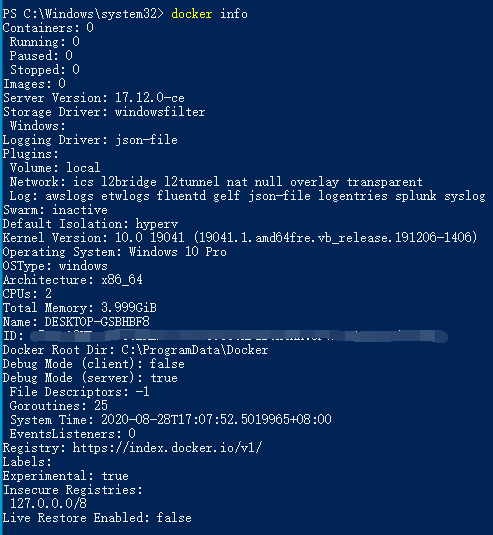 PS C:\Windows\system32> docker info
Containers: 0
 Running: 0
 Paused: 0
 Stopped: 0
Images: 0
Server Version: 17.12.0-ce
Storage Driver: windowsfilter
 Windows:
Logging Driver: json-file
Plugins:
 Volume: local
 Network: ics l2bridge l2tunnel nat null overlay transparent
 Log: awslogs etwlogs fluentd gelf json-file logentries splunk syslog
Swarm: inactive
Default Isolation: hyperv
Kernel Version: 10.0 19041 (19041.1.amd64fre.vb_release.191206-1406)
Operating System: Windows 10 Pro
OSType: windows
Architecture: x86_64
CPUs: 2
Total Memory: 3.999GiB
Name: DESKTOP-GSBHBF8
ID:
Docker Root Dir: C:\ProgramData\Docker
Debug Mode (client): false
Debug Mode (server): true
 File Descriptors: -1
 Goroutines: 25
 System Time: 2020-08-28T17:07:52.5019965+08:00
 EventsListeners: 0
Registry: https://index.docker.io/v1/
Labels:
Experimental: true
Insecure Registries:
 127.0.0.0/8
Live Restore Enabled: false